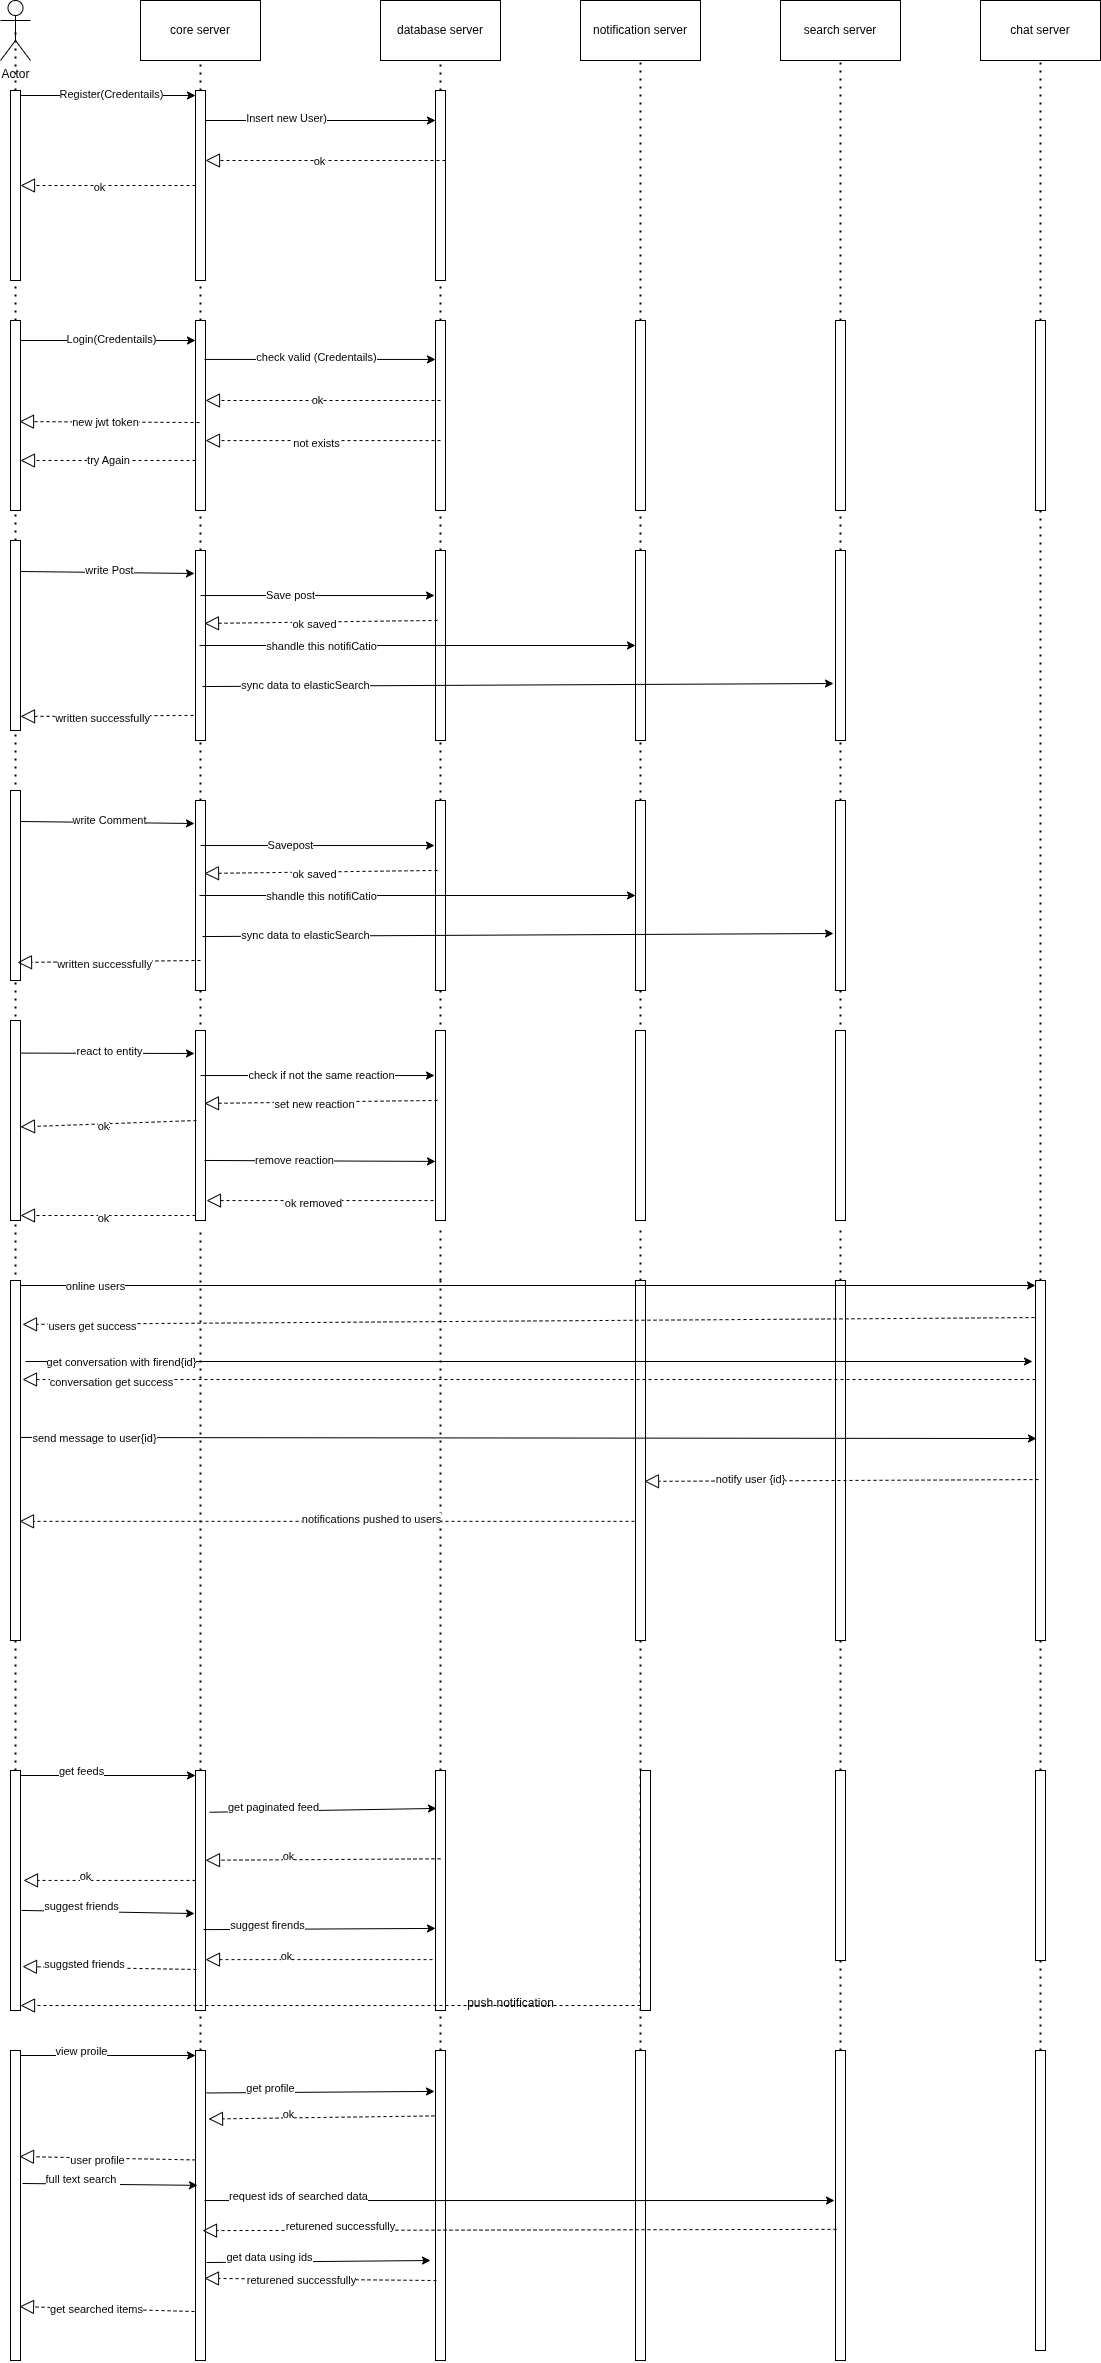 core server
database server
notification server
search server
chat server
Actor
Register(Credentails)
Insert new User)
ok
ok
Login(Credentails)
check valid (Credentails)
ok
new jwt token
not exists
try Again
write Post
Save post
ok saved
shandle this notifiCatio
sync data to elasticSearch
written successfully
write Comment
Savepost
ok saved
shandle this notifiCatio
sync data to elasticSearch
written successfully
react to entity
check if not the same reaction
set new reaction
ok
remove reaction
ok removed
ok
online users
users get success
get conversation with firend{id}
conversation get success
send message to user{id}
notify user {id}
notifications pushed to users
get feeds
get paginated feed
ok
ok
suggest friends
suggest firends
ok
suggsted friends
push notification
view proile
get profile
ok
user profile
full text search
request ids of searched data
returened successfully
get data using ids
returened successfully
get searched items